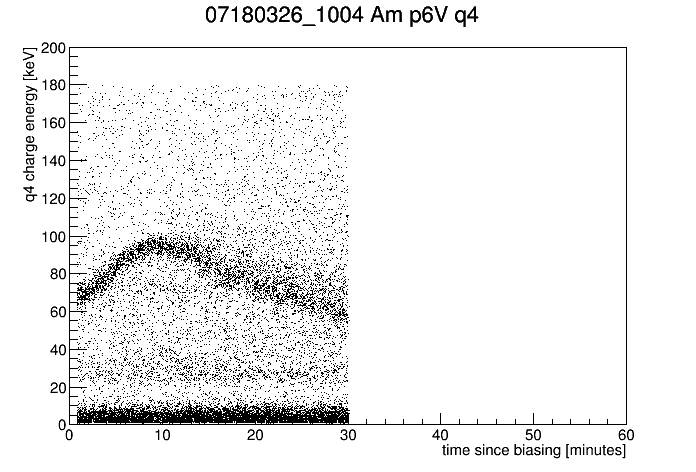 07180326_1004 Am p6V q4
q4 charge energy [keV]
200
180
160
140
120
100
80
60
40
20
0
0 10 20 30 40 50 60
time since biasing [minutes]